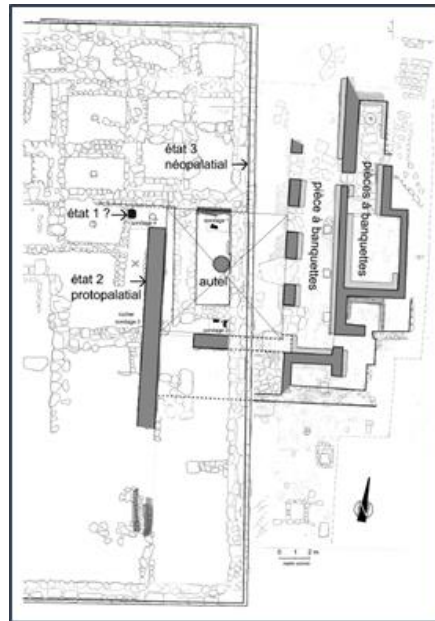 état 3
néopalatial
pièce à banquettes
pièces à banquettes
état 1 ?
état 2
protopalatial
autel
0 1 2 m